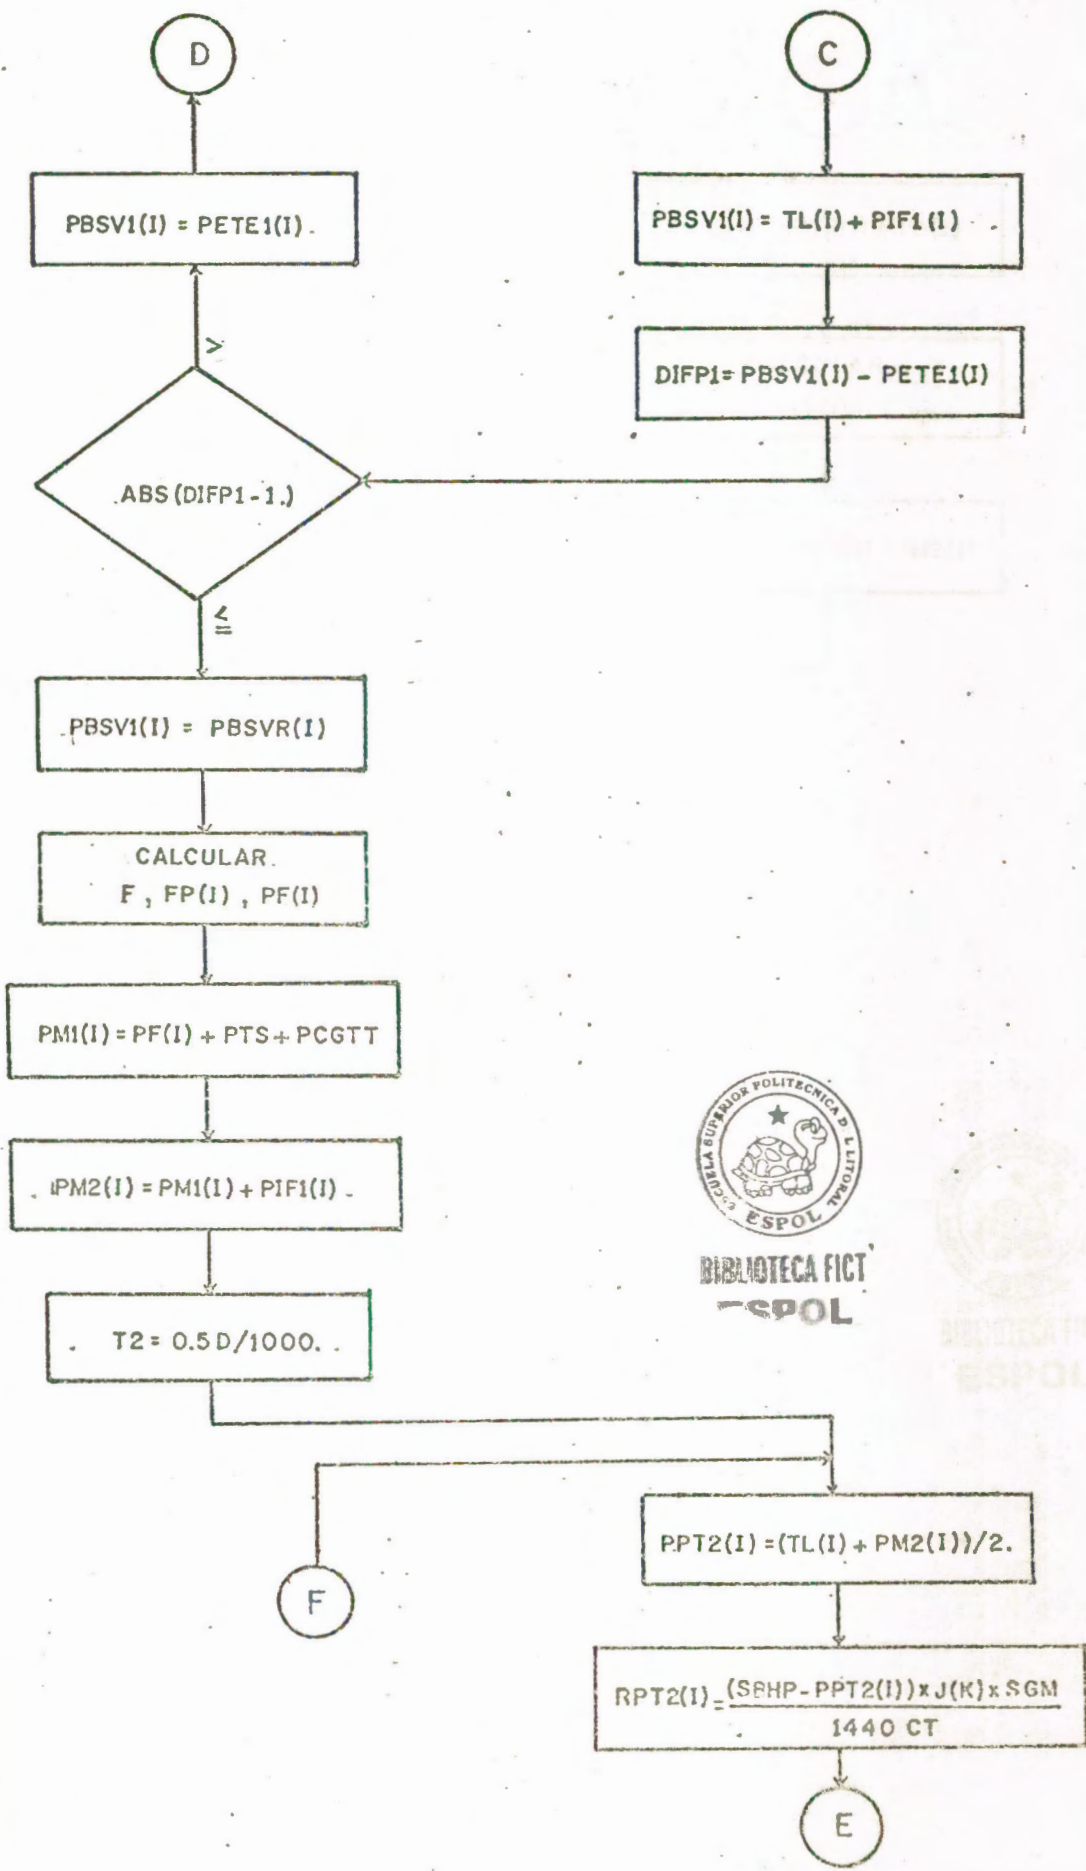 D
C
PBSV1(I) = PETE1(I).
PBSV1(I) = TL(I) + PIF1(I)
DIFP1 = PBSV1(I) - PETE1(I)
>
ABS (DIFP1 - 1.)
≤
PBSV1(I) = PBSVR(I)
CALCULAR.
F , FP(I) , PF(I)
PM1(I) = PF(I) + PTS + PCGTT
PM2(I) = PM1(I) + PIF1(I)
ESCUELA SUPERIOR POLITECNICA D. L LITORAL
ESPOL
BIBLIOTECA FICT
ESPOL
T2 = 0.5 D/1000.
F
PPT2(I) = (TL(I) + PM2(I))/2.
RPT2(I) = (SBHP - PPT2(I)) x J(K) x SGM
1440 CT
E